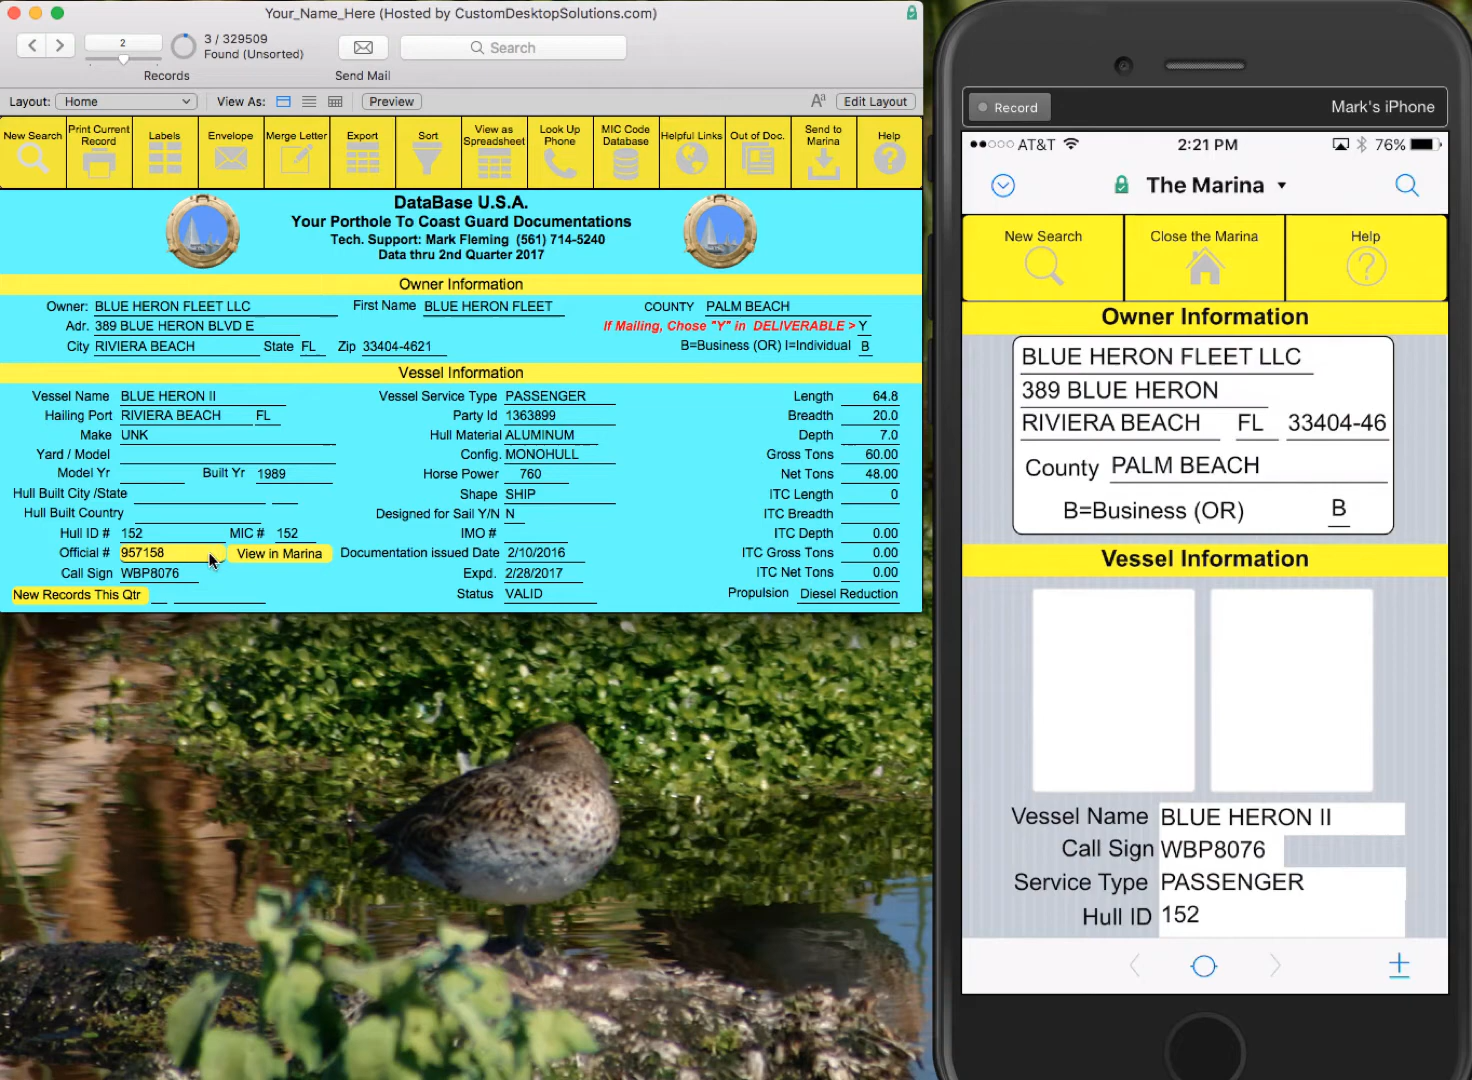 Your_Name_Here (Hosted by CustomDesktopSolutions.com)
2
3 / 329509
Found (Unsorted)
Search
Records
Send Mail
Layout: Home
View As:
Preview
Aª
Edit Layout
New Search
Print Current Record
Labels
Envelope
Merge Letter
Export
Sort
View as Spreadsheet
Look Up Phone
MIC Code Database
Helpful Links
Out of Doc.
Send to Marina
Help
DataBase U.S.A.
Your Porthole To Coast Guard Documentations
Tech. Support: Mark Fleming (561) 714-5240
Data thru 2nd Quarter 2017
Owner Information
Owner: BLUE HERON FLEET LLC First Name BLUE HERON FLEET COUNTY PALM BEACH
Adr. 389 BLUE HERON BLVD E If Mailing, Chose "Y" in DELIVERABLE > Y
City RIVIERA BEACH State FL Zip 33404-4621 B=Business (OR) I=Individual B
Vessel Information
Vessel Name BLUE HERON II Vessel Service Type PASSENGER Length 64.8
Hailing Port RIVIERA BEACH FL Party Id 1363899 Breadth 20.0
Make UNK Hull Material ALUMINUM Depth 7.0
Yard / Model Config. MONOHULL Gross Tons 60.00
Model Yr Built Yr 1989 Horse Power 760 Net Tons 48.00
Hull Built City /State Shape SHIP ITC Length 0
Hull Built Country Designed for Sail Y/N N ITC Breadth
Hull ID # 152 MIC # 152 IMO # ITC Depth 0.00
Official # 957158 View in Marina Documentation issued Date 2/10/2016 ITC Gross Tons 0.00
Call Sign WBP8076 Expd. 2/28/2017 ITC Net Tons 0.00
New Records This Qtr Status VALID Propulsion Diesel Reduction
Record
Mark's iPhone
AT&T 2:21 PM 76%
The Marina
New Search
Close the Marina
Help
Owner Information
BLUE HERON FLEET LLC
389 BLUE HERON
RIVIERA BEACH FL 33404-46
County PALM BEACH
B=Business (OR) B
Vessel Information
Vessel Name BLUE HERON II
Call Sign WBP8076
Service Type PASSENGER
Hull ID 152